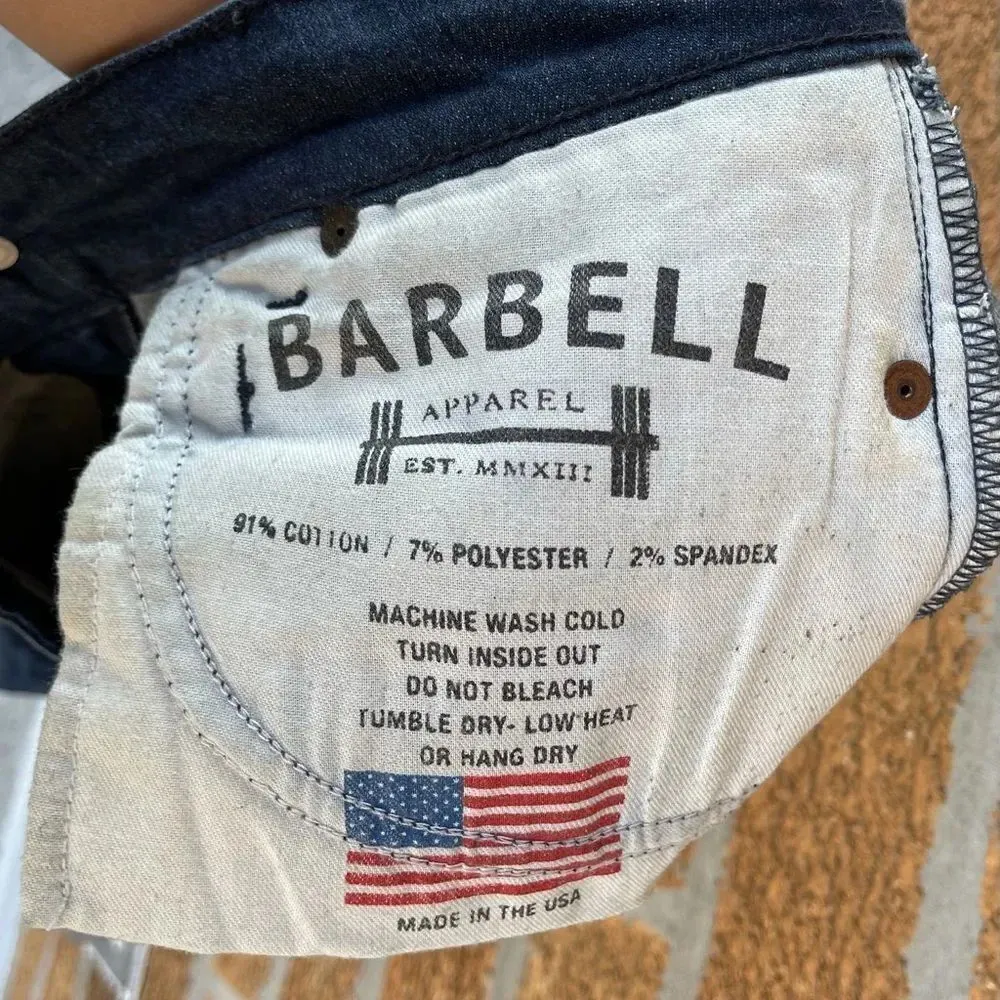 BARBELL
APPAREL
EST. MMXIII
91% COTTON / 7% POLYESTER / 2% SPANDEX
MACHINE WASH COLD
TURN INSIDE OUT
DO NOT BLEACH
TUMBLE DRY- LOW HEAT
OR HANG DRY
MADE IN THE USA